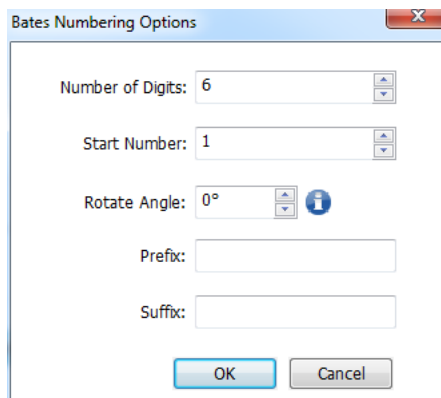 Bates Numbering Options
Number of Digits: 6
Start Number: 1
Rotate Angle: 0°
Prefix:
Suffix:
OK Cancel